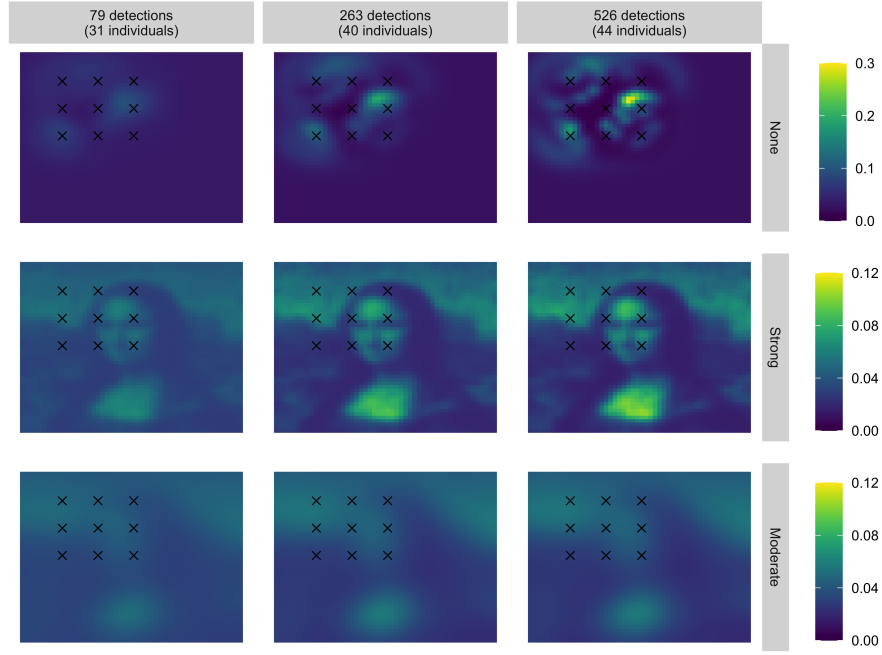 79 detections
(31 individuals)
263 detections
(40 individuals)
526 detections
(44 individuals)
None
0.3
0.2
0.1
0.0
Strong
0.12
0.08
0.04
0.00
Moderate
0.12
0.08
0.04
0.00